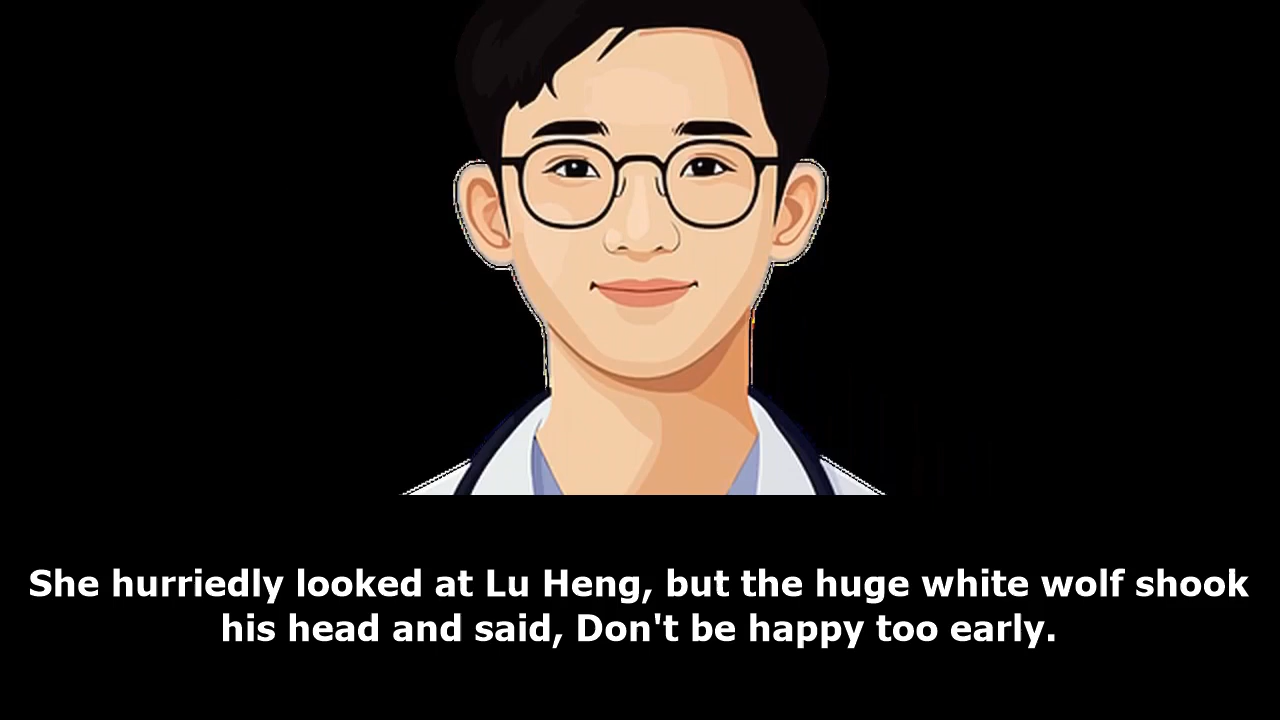 She hurriedly looked at Lu Heng, but the huge white wolf shook
his head and said, Don't be happy too early.